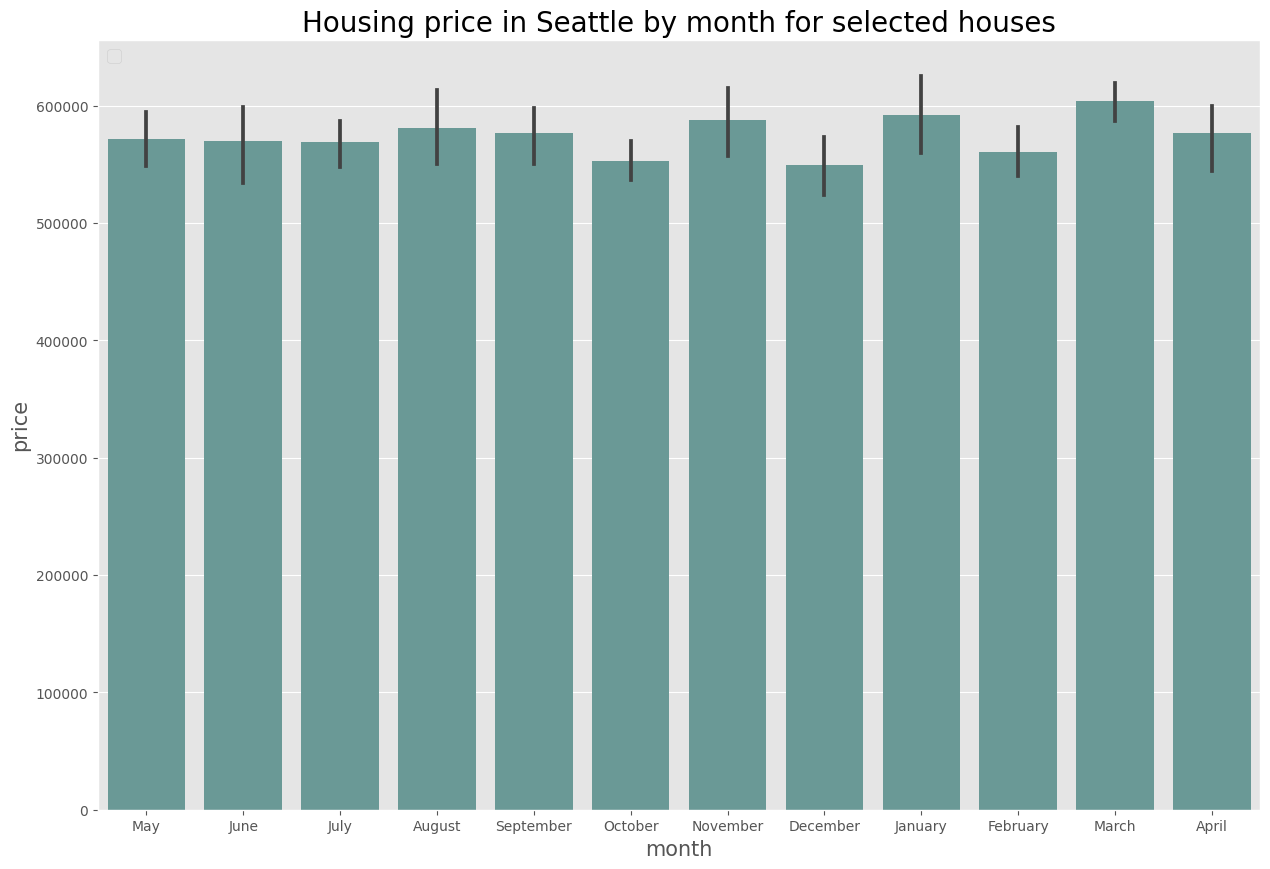 Housing price in Seattle by month for selected houses
600000
500000
400000
300000
200000
100000
0
price
May June July August September October November December January February March April
month